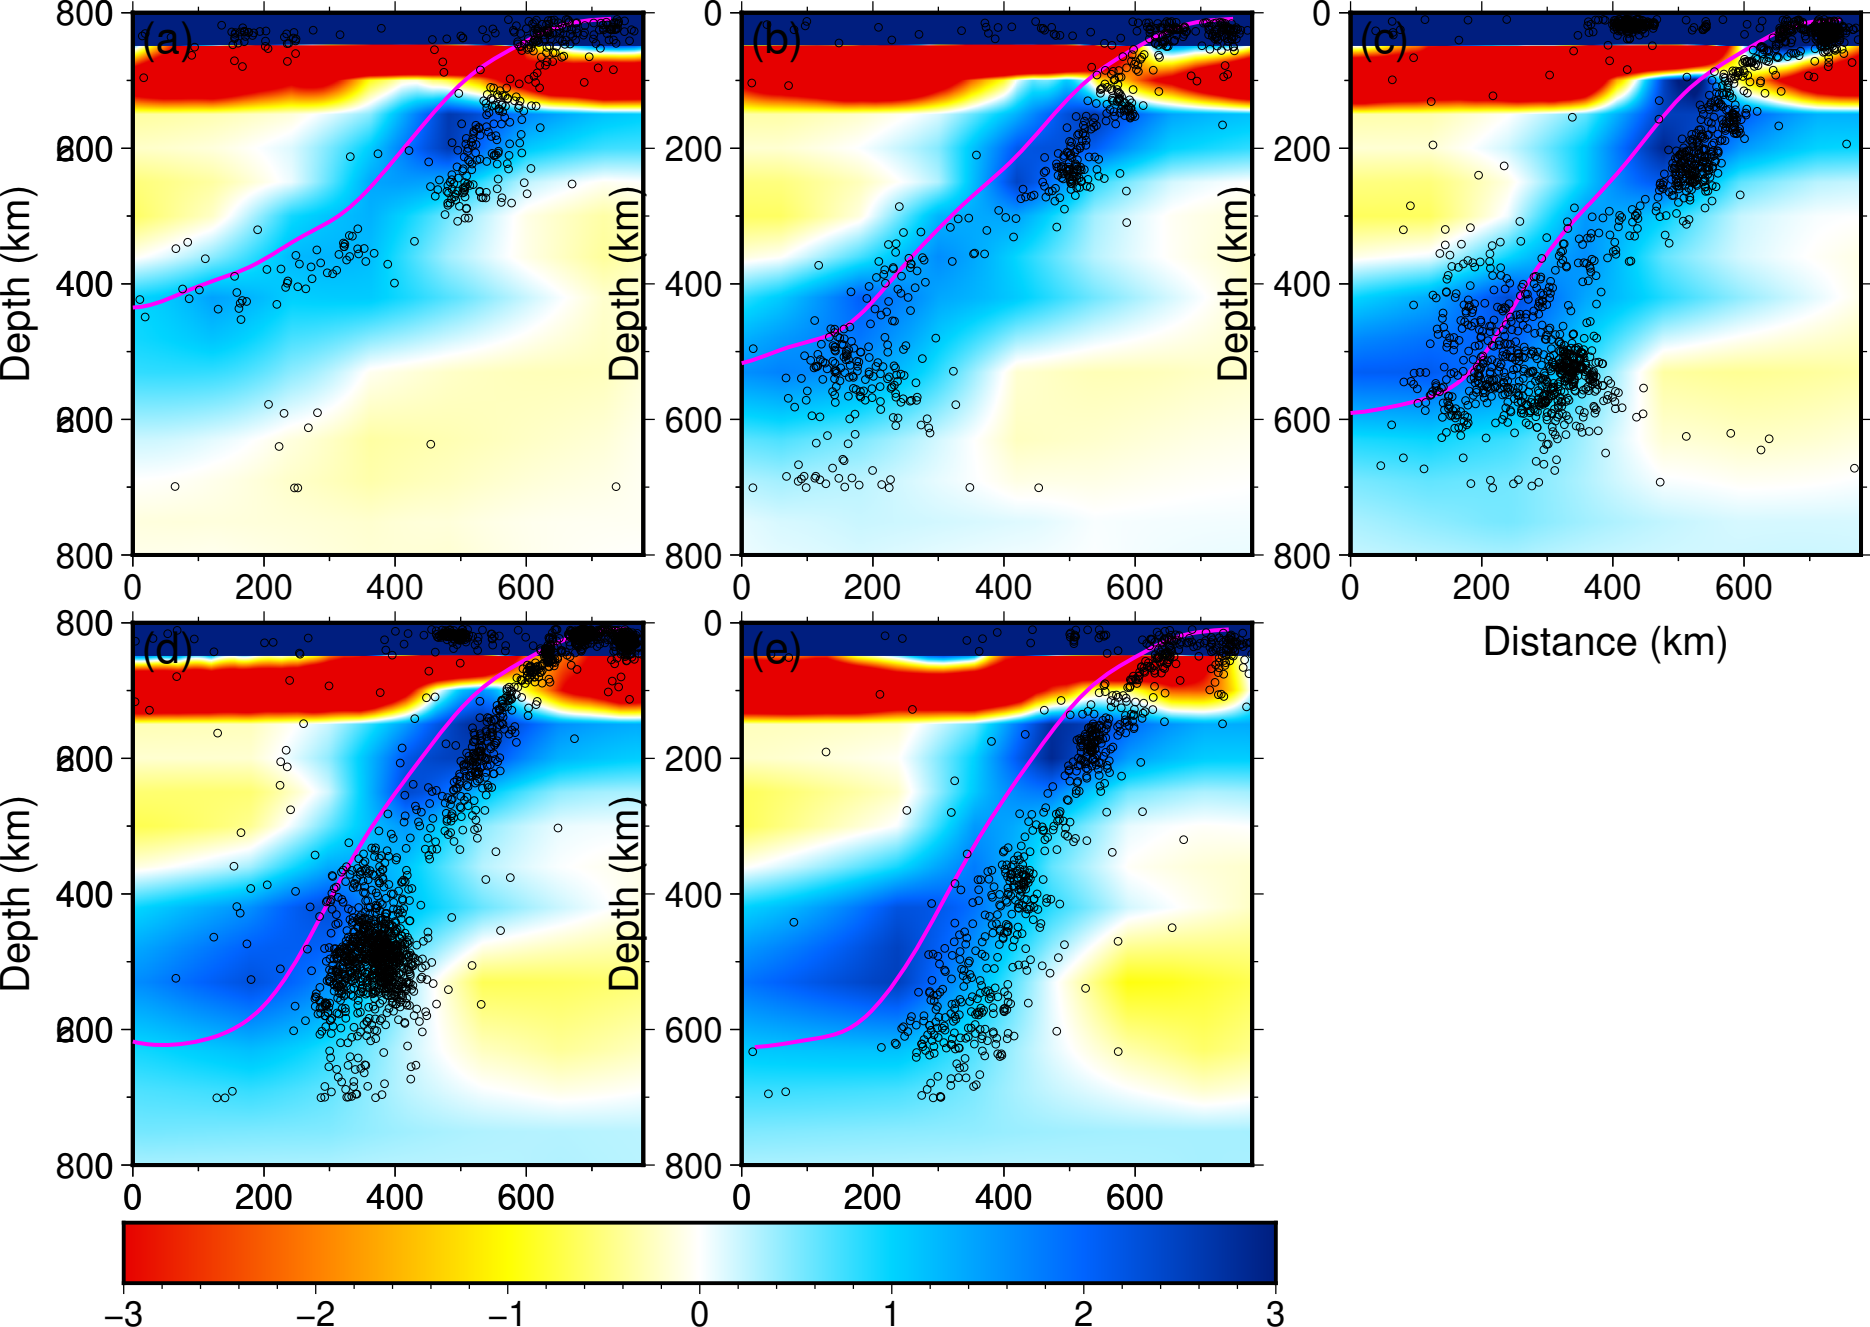 800 0 0
(a) (b) (c)
600 200 200
400 400 400
600 600 600
800 800 800
Depth (km) Depth (km) Depth (km)
0 200 400 600 0 200 400 600 0 200 400 600
Distance (km)
800 0
(d) (e)
600 200
400 400
600 600
800 800
Depth (km) Depth (km)
0 200 400 600 0 200 400 600
−3 −2 −1 0 1 2 3